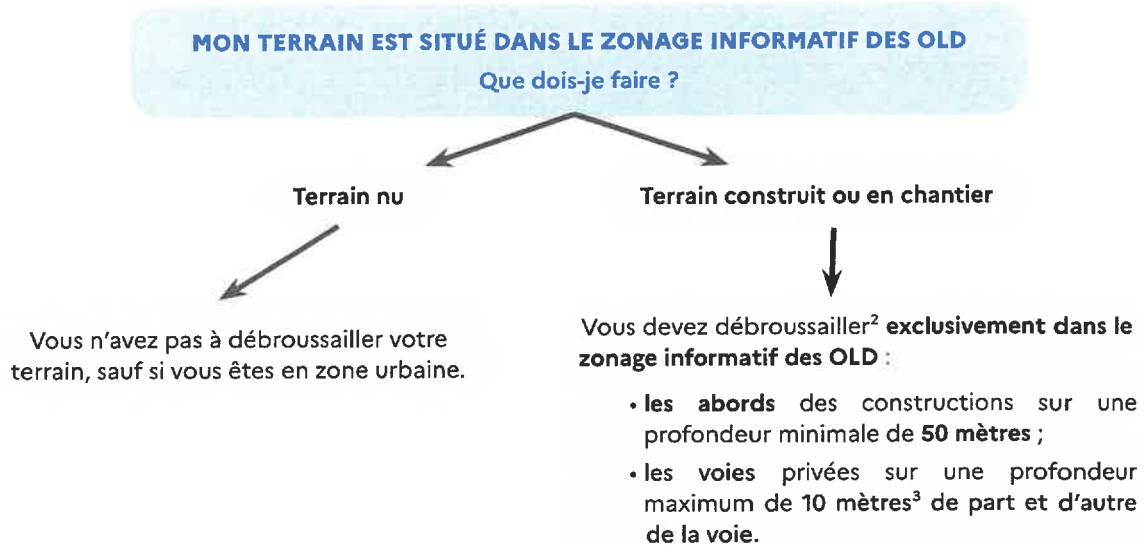 MON TERRAIN EST SITUÉ DANS LE ZONAGE INFORMATIF DES OLD
Que dois-je faire ?
Terrain nu
Terrain construit ou en chantier
Vous n'avez pas à débroussailler votre
terrain, sauf si vous êtes en zone urbaine.
Vous devez débroussailler² exclusivement dans le
zonage informatif des OLD :
• les abords des constructions sur une
profondeur minimale de 50 mètres ;
• les voies privées sur une profondeur
maximum de 10 mètres³ de part et d'autre
de la voie.